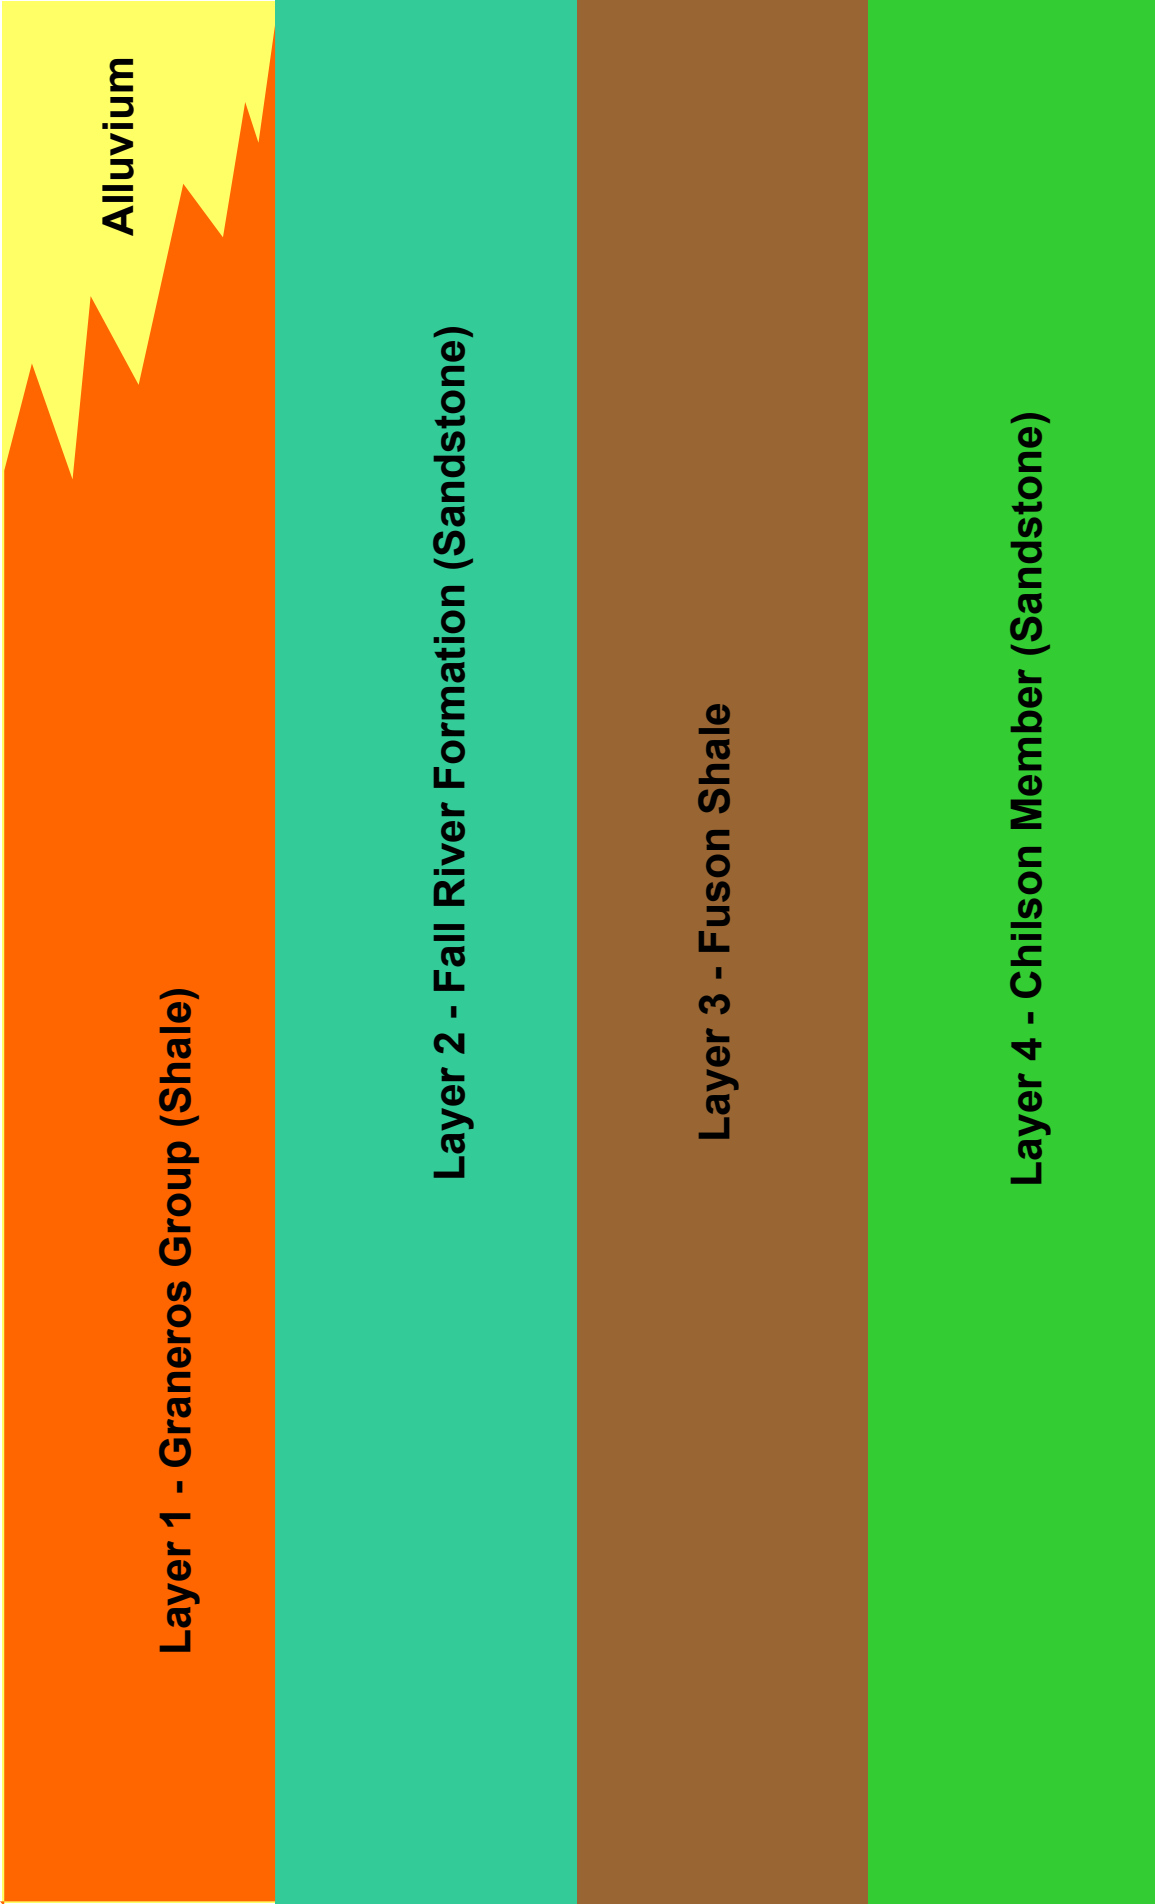 Alluvium
Layer 1 - Graneros Group (Shale)
Layer 2 - Fall River Formation (Sandstone)
Layer 3 - Fuson Shale
Layer 4 - Chilson Member (Sandstone)